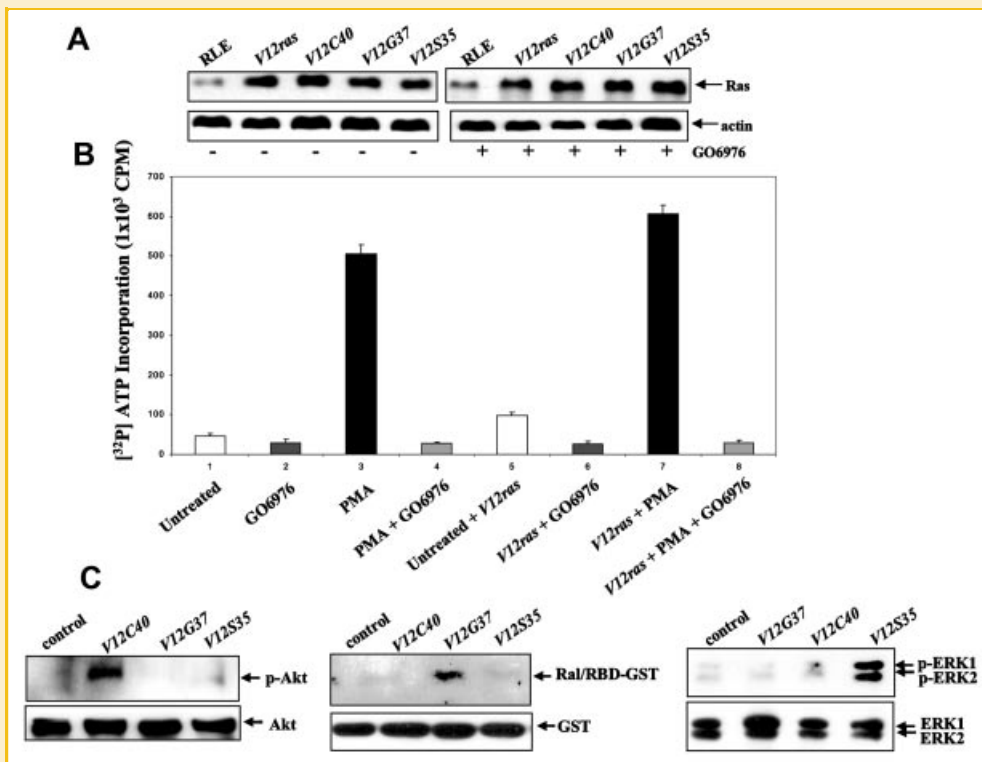 A
RLE V12ras V12C40 V12G37 V12S35 RLE V12ras V12C40 V12G37 V12S35
Ras
actin
- - - - - + + + + + GO6976
B
[³²P] ATP Incorporation (1x10³ CPM)
700
600
500
400
300
200
100
0
1 2 3 4 5 6 7 8
Untreated
GO6976
PMA
PMA + GO6976
Untreated + V12ras
V12ras + GO6976
V12ras + PMA
V12ras + PMA + GO6976
C
control V12C40 V12G37 V12S35
p-Akt
Akt
control V12C40 V12G37 V12S35
Ral/RBD-GST
GST
control V12G37 V12C40 V12S35
p-ERK1
p-ERK2
ERK1
ERK2